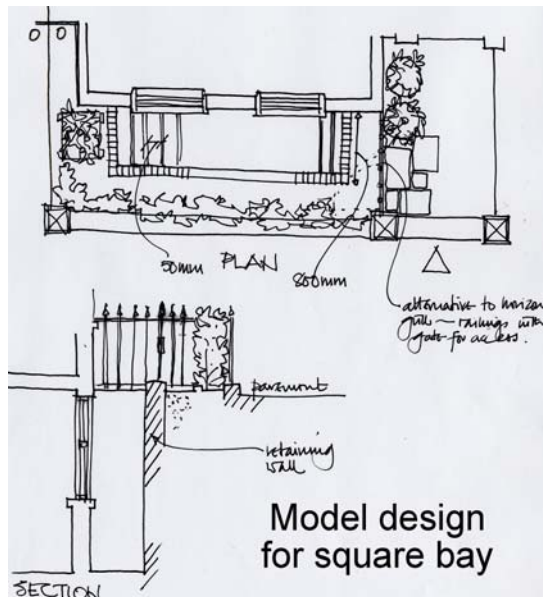 50mm
PLAN
800mm
alternative to horizon
grill - railings with
gate for access.
pavement
retaining
wall
Model design
for square bay
SECTION